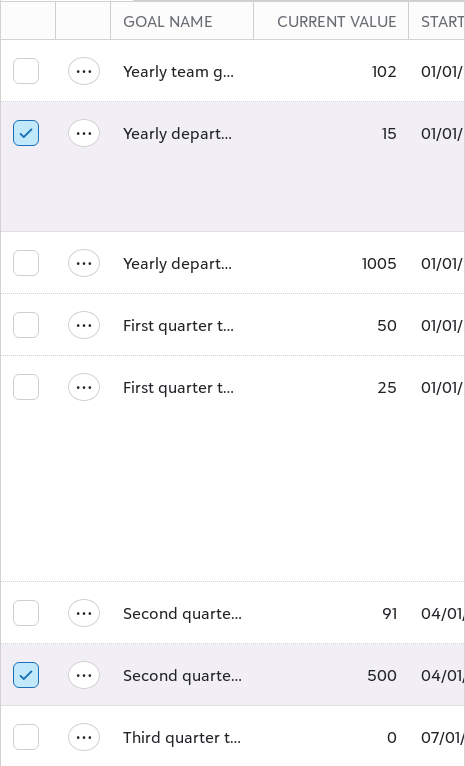 GOAL NAME CURRENT VALUE START
Yearly team g... 102 01/01/
Yearly depart... 15 01/01/
Yearly depart... 1005 01/01/
First quarter t... 50 01/01/
First quarter t... 25 01/01/
Second quarte... 91 04/01/
Second quarte... 500 04/01/
Third quarter t... 0 07/01/